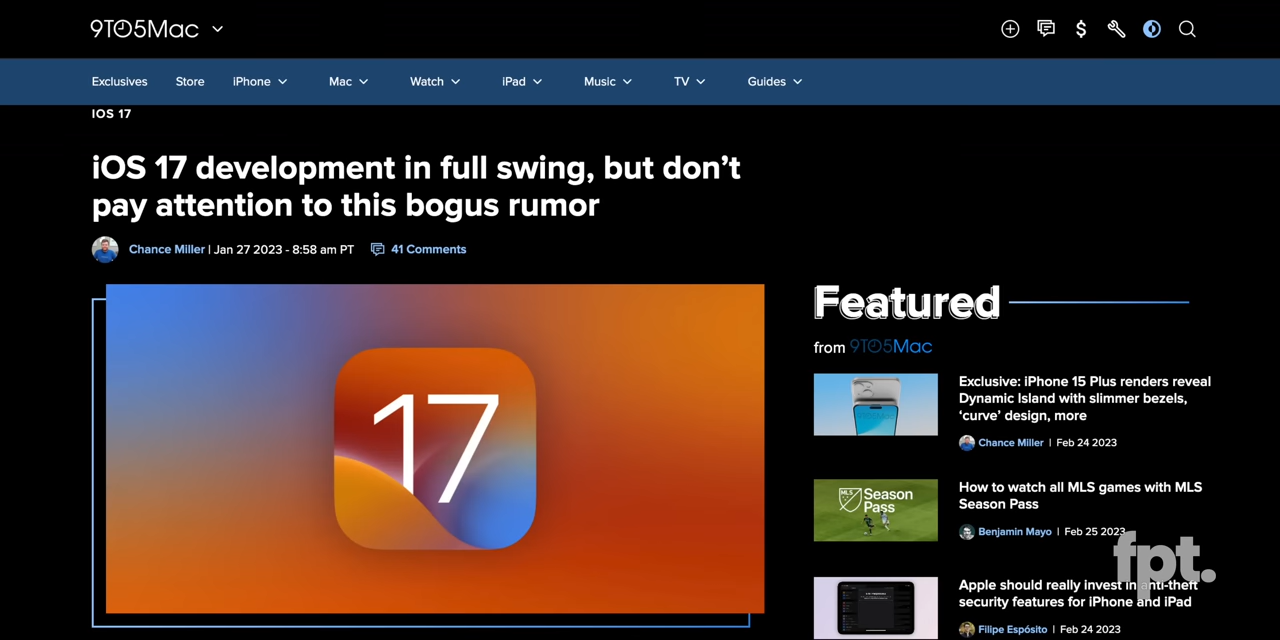 9TO5Mac
Exclusives Store iPhone Mac Watch iPad Music TV Guides
IOS 17
iOS 17 development in full swing, but don't
pay attention to this bogus rumor
Chance Miller | Jan 27 2023 - 8:58 am PT 41 Comments
17
Featured
from 9TO5Mac
Exclusive: iPhone 15 Plus renders reveal
Dynamic Island with slimmer bezels,
'curve' design, more
Chance Miller | Feb 24 2023
MLS
Season
Pass
How to watch all MLS games with MLS
Season Pass
Benjamin Mayo | Feb 25 2023
fpt.
Apple should really invest in anti-theft
security features for iPhone and iPad
Filipe Espósito | Feb 24 2023